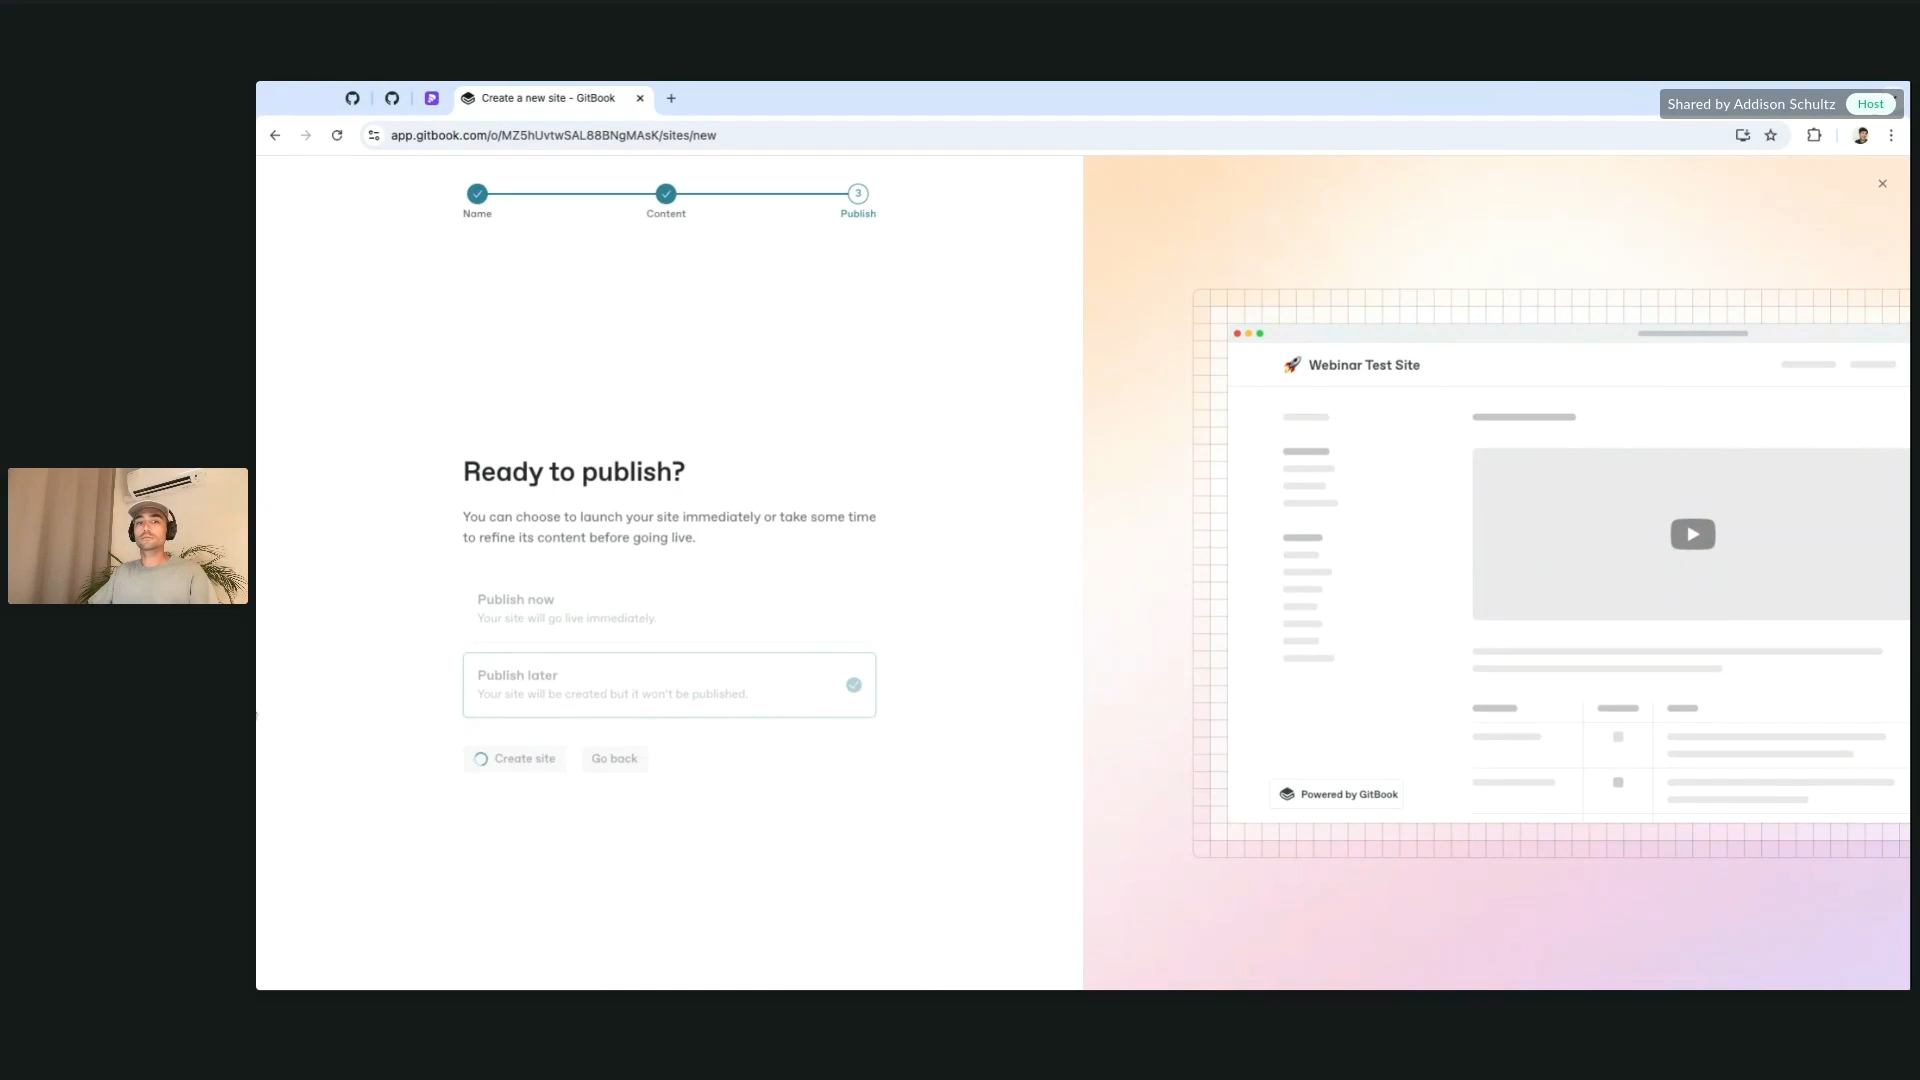 Create a new site - GitBook
Shared by Addison Schultz Host
app.gitbook.com/o/MZ5hUvtwSAL88BNgMAsK/sites/new
3
Name
Content
Publish
Webinar Test Site
Ready to publish?
You can choose to launch your site immediately or take some time
to refine its content before going live.
Publish now
Your site will go live immediately.
Publish later
Your site will be created but it won't be published.
Create site
Go back
Powered by GitBook